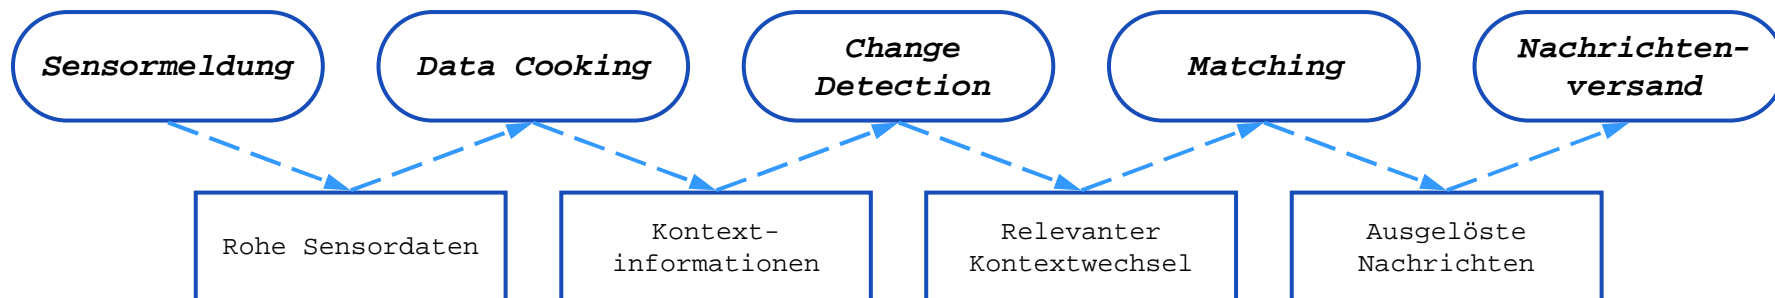 Sensormeldung
Data Cooking
Change
Detection
Matching
Nachrichten-
versand
Rohe Sensordaten
Kontext-
informationen
Relevanter
Kontextwechsel
Ausgelöste
Nachrichten